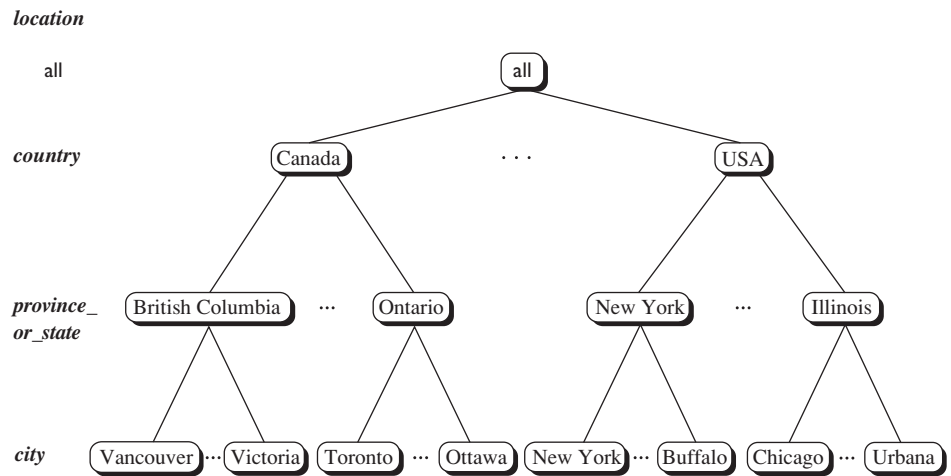 location
all all
country Canada . . . USA
province_ British Columbia ... Ontario New York ... Illinois
or_state
city Vancouver ... Victoria Toronto ... Ottawa New York ... Buffalo Chicago ... Urbana